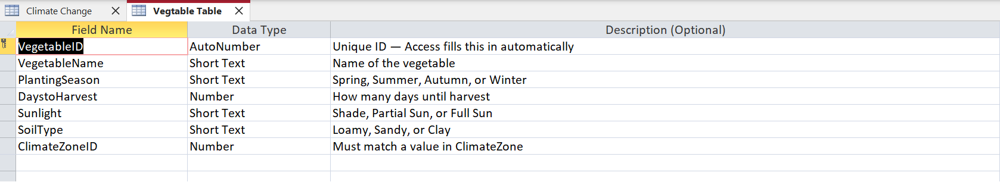 Climate Change Vegtable Table
Field Name Data Type Description (Optional)
VegetableID AutoNumber Unique ID — Access fills this in automatically
VegetableName Short Text Name of the vegetable
PlantingSeason Short Text Spring, Summer, Autumn, or Winter
DaystoHarvest Number How many days until harvest
Sunlight Short Text Shade, Partial Sun, or Full Sun
SoilType Short Text Loamy, Sandy, or Clay
ClimateZoneID Number Must match a value in ClimateZone